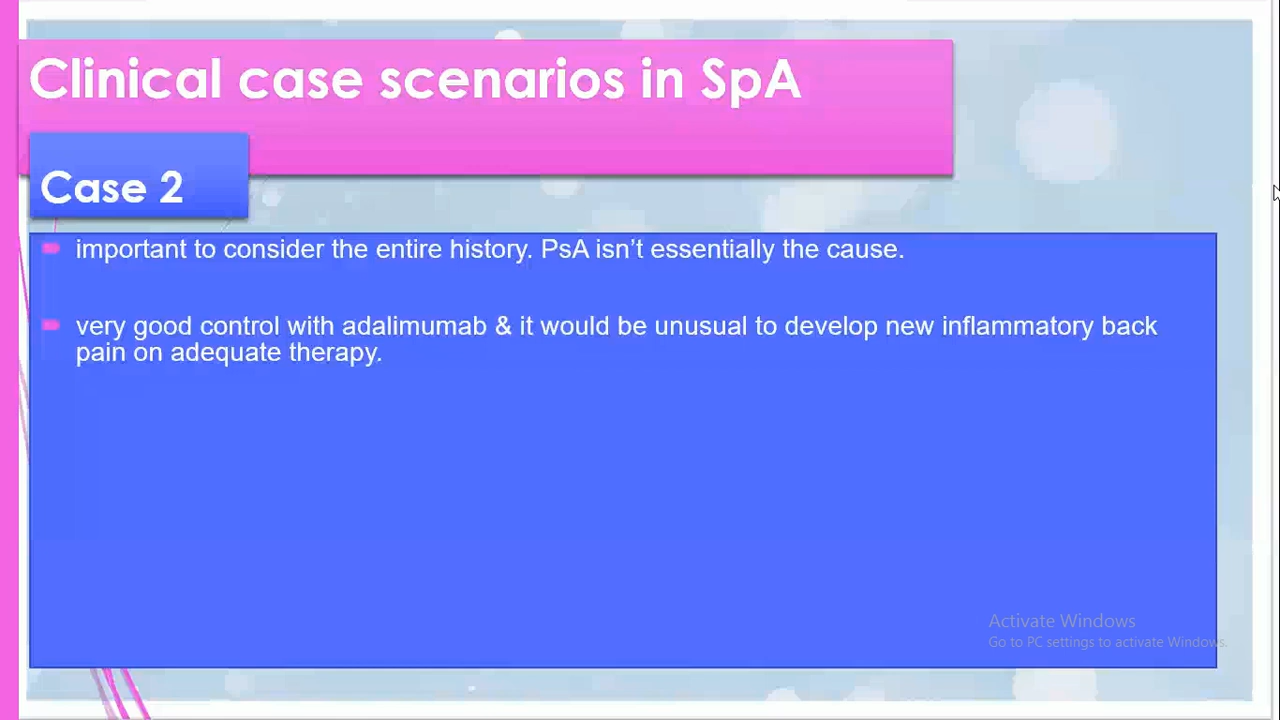 Clinical case scenarios in SpA
Case 2
important to consider the entire history. PsA isn’t essentially the cause.
very good control with adalimumab & it would be unusual to develop new inflammatory back
pain on adequate therapy.
Activate Windows
Go to PC settings to activate Windows.